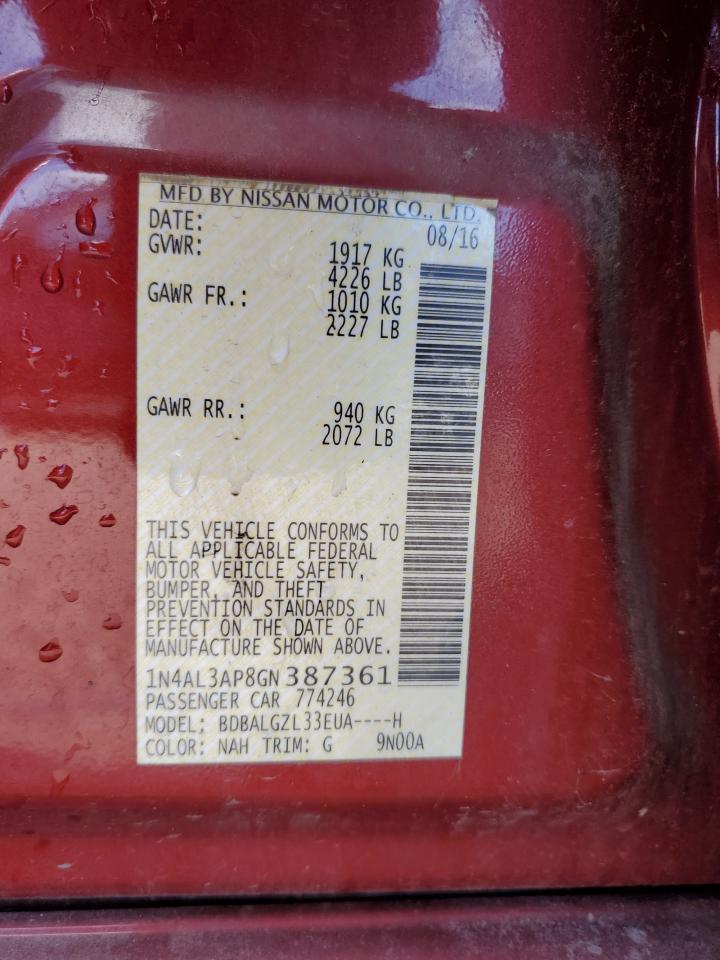 MFD BY NISSAN MOTOR CO., LTD.
DATE: 08/16
GVWR: 1917 KG
4226 LB
GAWR FR.: 1010 KG
2227 LB
GAWR RR.: 940 KG
2072 LB
THIS VEHICLE CONFORMS TO
ALL APPLICABLE FEDERAL
MOTOR VEHICLE SAFETY,
BUMPER, AND THEFT
PREVENTION STANDARDS IN
EFFECT ON THE DATE OF
MANUFACTURE SHOWN ABOVE.
1N4AL3AP8GN387361
PASSENGER CAR 774246
MODEL: BDBALGZL33EUA----H
COLOR: NAH TRIM: G 9N00A